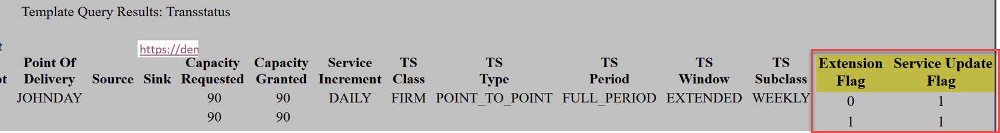 Template Query Results: Transstatus
t
https://den
Point Of Capacity Capacity Service TS TS TS TS TS Extension Service Update
ot Delivery Source Sink Requested Granted Increment Class Type Period Window Subclass Flag Flag
JOHNDAY 90 90 DAILY FIRM POINT_TO_POINT FULL_PERIOD EXTENDED WEEKLY 0 1
90 90 1 1